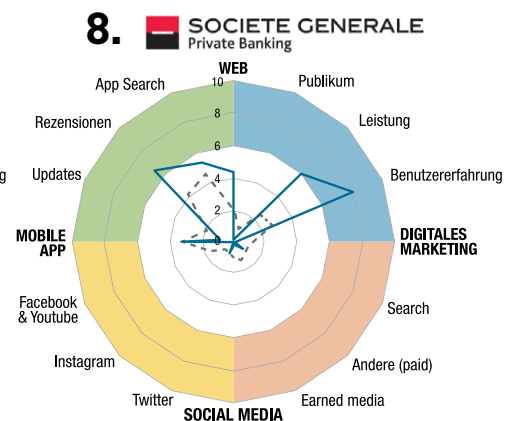 8.
SOCIETE GENERALE
Private Banking
WEB
10
8
6
4
2
0
App Search
Publikum
Rezensionen
Leistung
g
Updates
Benutzererfahrung
MOBILE
APP
DIGITALES
MARKETING
Facebook
& Youtube
Search
Instagram
Andere (paid)
Twitter
Earned media
SOCIAL MEDIA